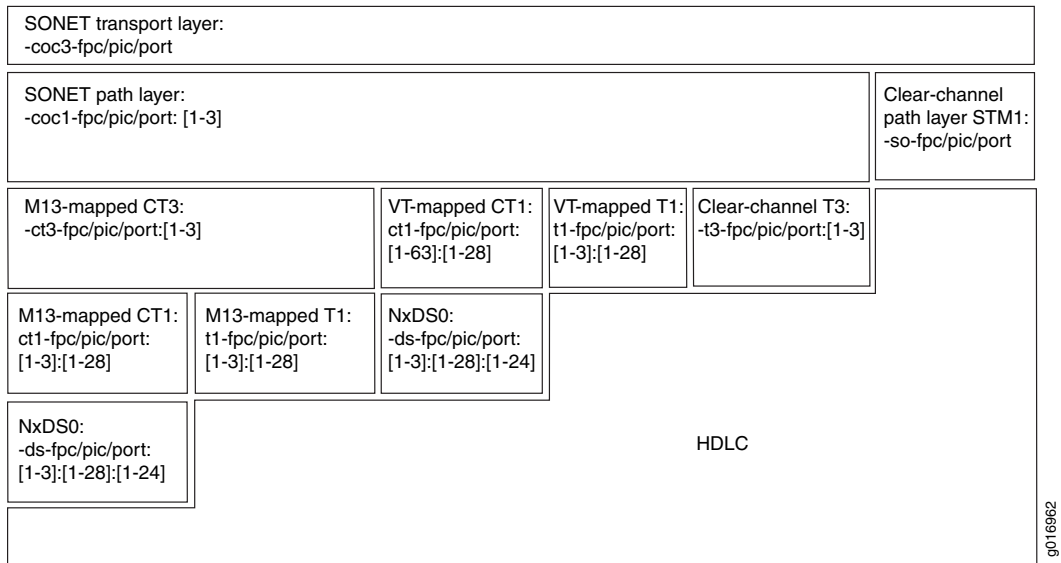 SONET transport layer:
-coc3-fpc/pic/port
SONET path layer:
-coc1-fpc/pic/port: [1-3]
Clear-channel
path layer STM1:
-so-fpc/pic/port
M13-mapped CT3:
-ct3-fpc/pic/port:[1-3]
VT-mapped CT1:
ct1-fpc/pic/port:
[1-63]:[1-28]
VT-mapped T1:
t1-fpc/pic/port:
[1-3]:[1-28]
Clear-channel T3:
-t3-fpc/pic/port:[1-3]
M13-mapped CT1:
ct1-fpc/pic/port:
[1-3]:[1-28]
M13-mapped T1:
t1-fpc/pic/port:
[1-3]:[1-28]
NxDS0:
-ds-fpc/pic/port:
[1-3]:[1-28]:[1-24]
NxDS0:
-ds-fpc/pic/port:
[1-3]:[1-28]:[1-24]
HDLC
g016962